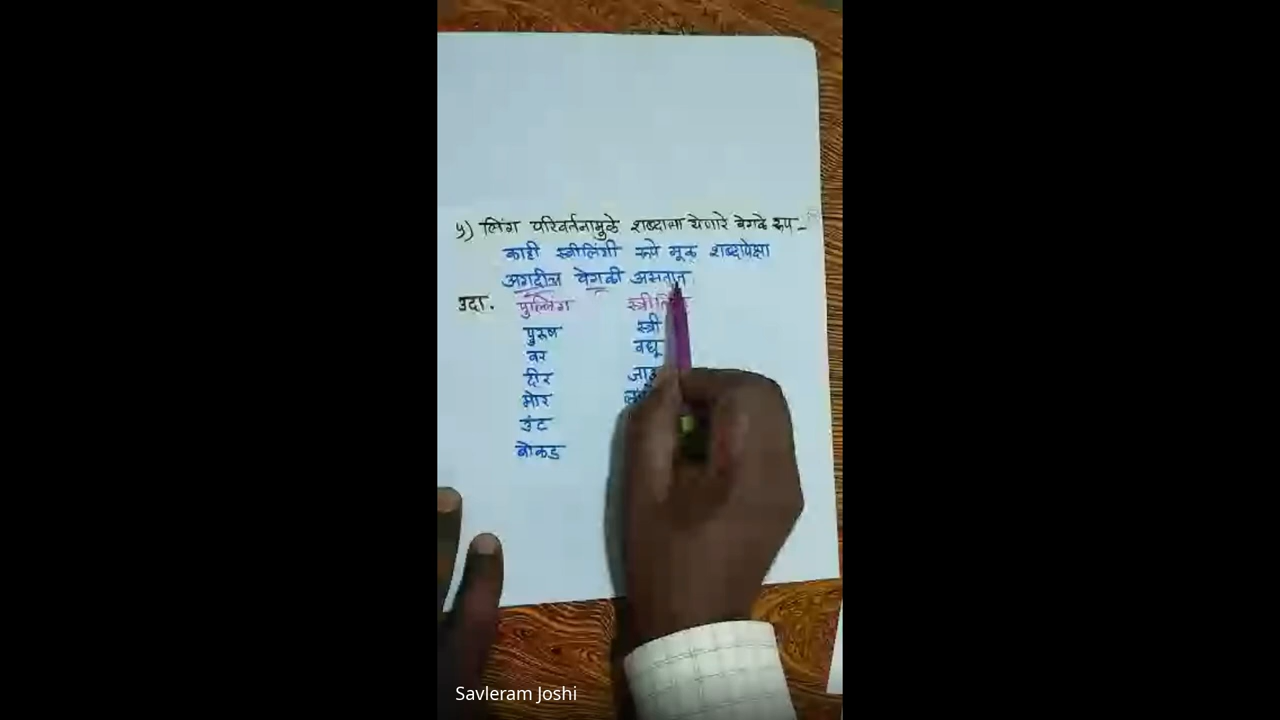 ५) लिंग परिवर्तनामुळे शब्दाला येणारे वेगळे रूप -
काही स्त्रीलिंगी रूपे मूळ शब्दापेक्षा
अगदीच वेगळी असतात.
उदा. पुल्लिंग
पुरुष स्त्री
वर वधू
दीर
मोर
उंट
बोकड
Savleram Joshi